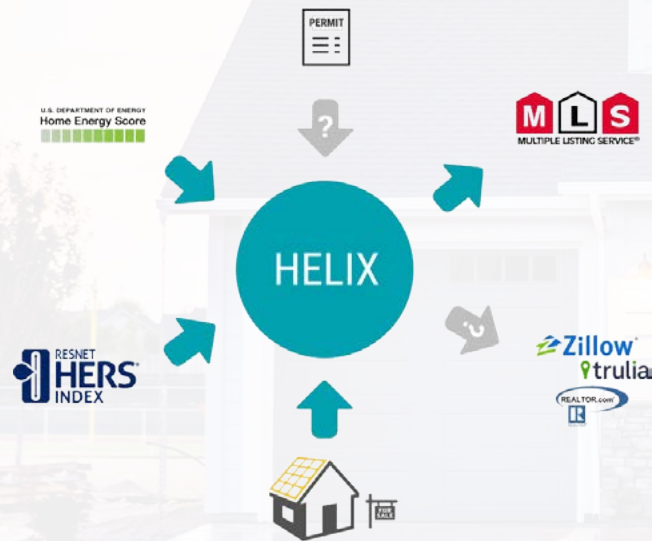 PERMIT
U.S. DEPARTMENT OF ENERGY
Home Energy Score
?
MLS
MULTIPLE LISTING SERVICE®
HELIX
RESNET
HERS
INDEX
?
Zillow®
trulia
REALTOR.com®
R
FOR
SALE